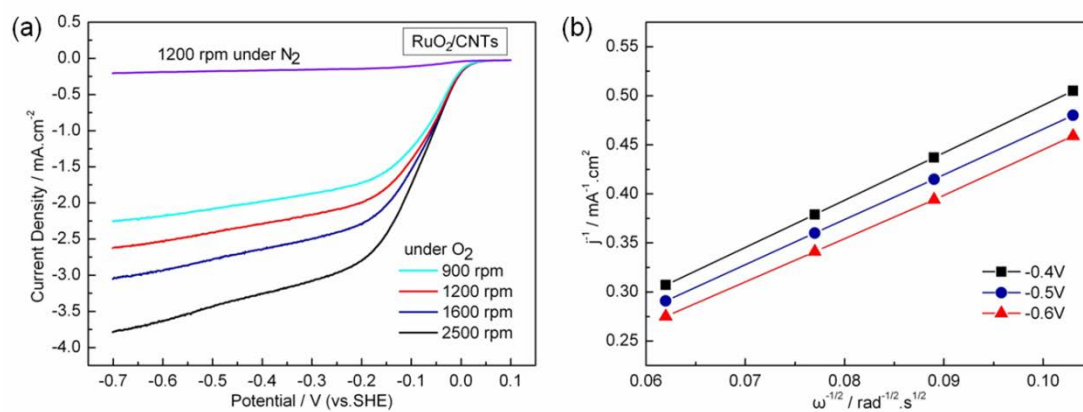 (a)
RuO₂/CNTs
1200 rpm under N₂
under O₂
900 rpm
1200 rpm
1600 rpm
2500 rpm
0.5
0.0
-0.5
-1.0
-1.5
-2.0
-2.5
-3.0
-3.5
-4.0
Current Density / mA.cm⁻²
-0.7 -0.6 -0.5 -0.4 -0.3 -0.2 -0.1 0.0 0.1
Potential / V (vs.SHE)
(b)
0.55
0.50
0.45
0.40
0.35
0.30
0.25
j⁻¹ / mA⁻¹.cm²
-0.4V
-0.5V
-0.6V
0.06 0.07 0.08 0.09 0.10
ω⁻¹/² / rad⁻¹/².s¹/²